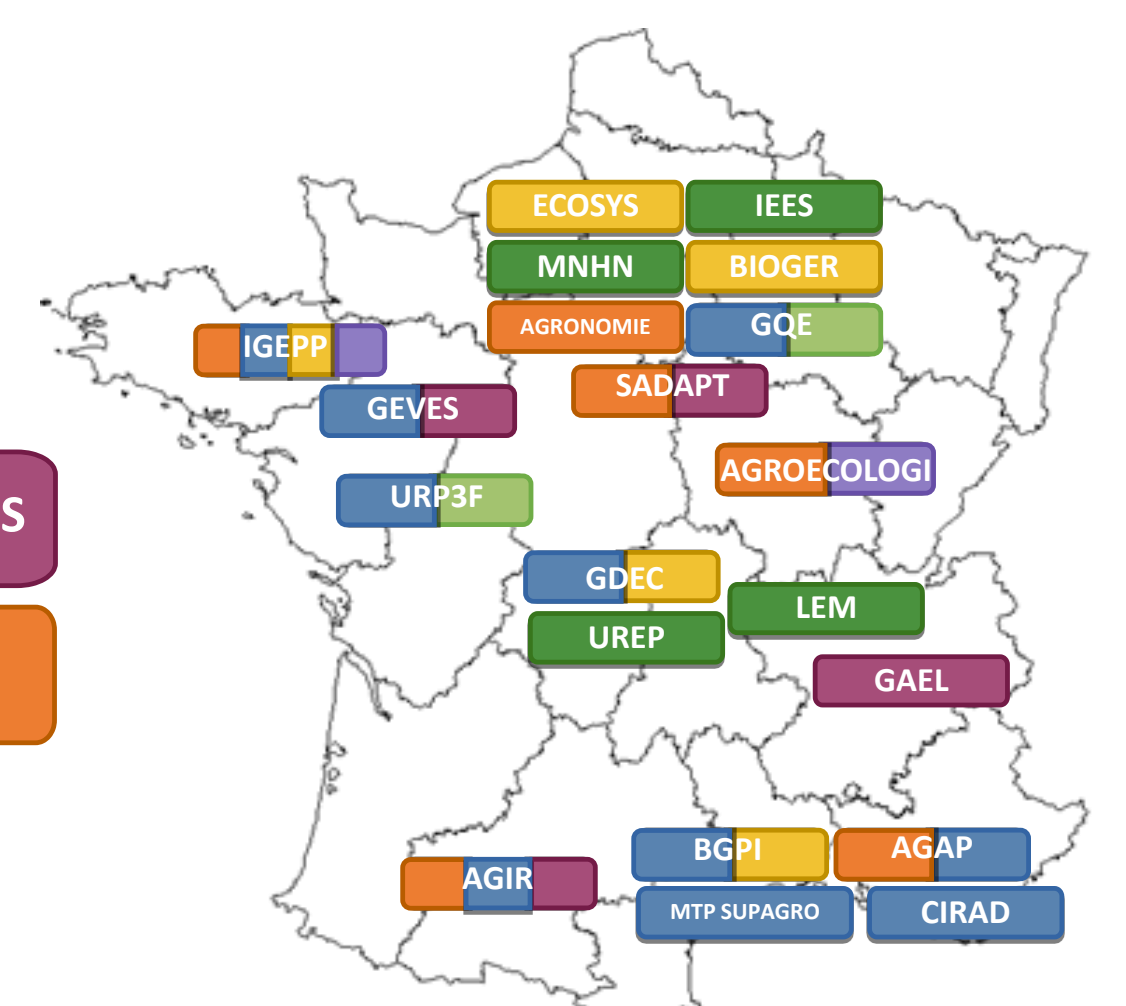 ECOSYS
IEES
MNHN
BIOGER
AGRONOMIE
GQE
IGEPP
SADAPT
GEVES
AGROECOLOGI
URP3F
S
GDEC
LEM
UREP
GAEL
BGPI
AGAP
AGIR
MTP SUPAGRO
CIRAD